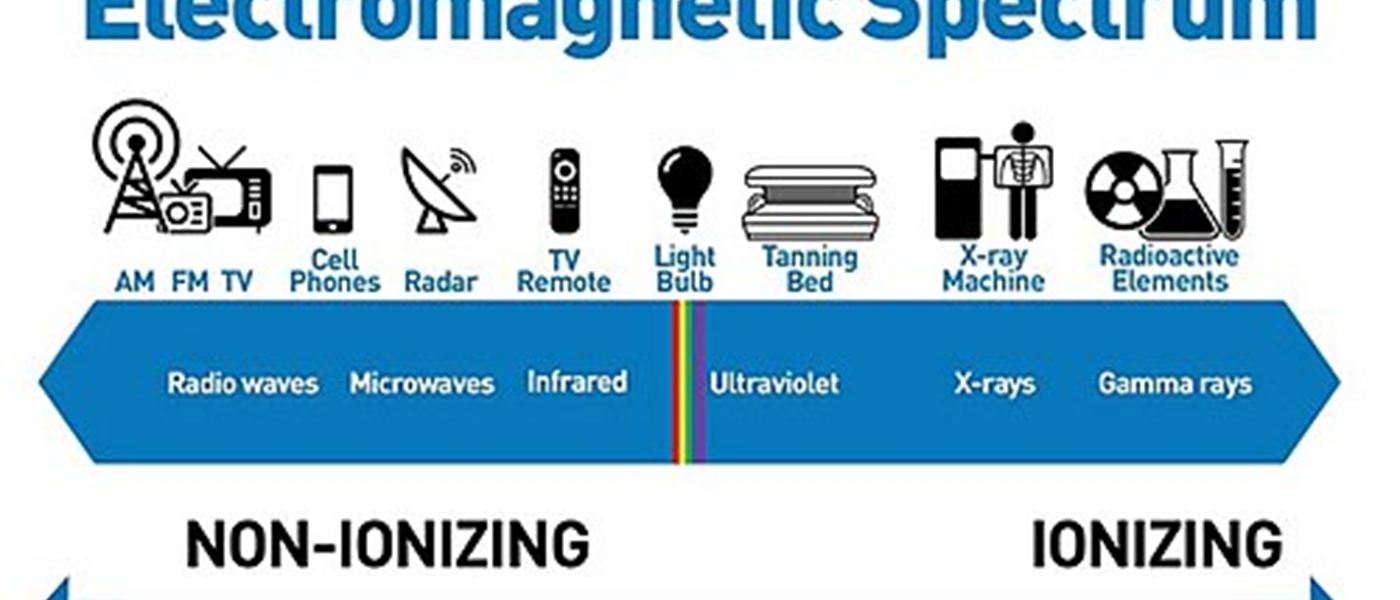 Electromagnetic Spectrum
AM FM TV
Cell
Phones
Radar
TV
Remote
Light
Bulb
Tanning
Bed
X-ray
Machine
Radioactive
Elements
Radio waves Microwaves Infrared Ultraviolet X-rays Gamma rays
NON-IONIZING IONIZING